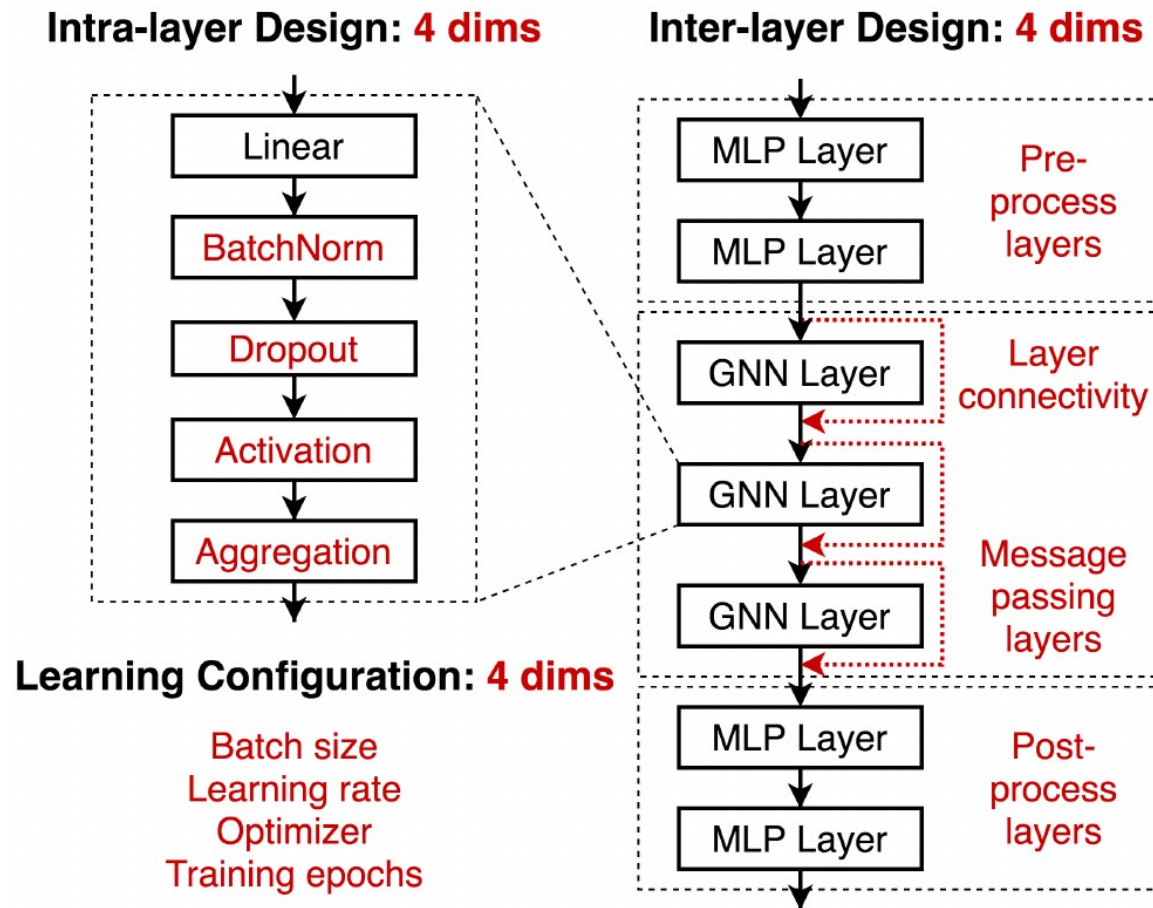 Intra-layer Design: 4 dims
Linear
BatchNorm
Dropout
Activation
Aggregation
Learning Configuration: 4 dims
Batch size
Learning rate
Optimizer
Training epochs
Inter-layer Design: 4 dims
MLP Layer
MLP Layer
Pre-
process
layers
GNN Layer
Layer
connectivity
GNN Layer
GNN Layer
Message
passing
layers
MLP Layer
MLP Layer
Post-
process
layers